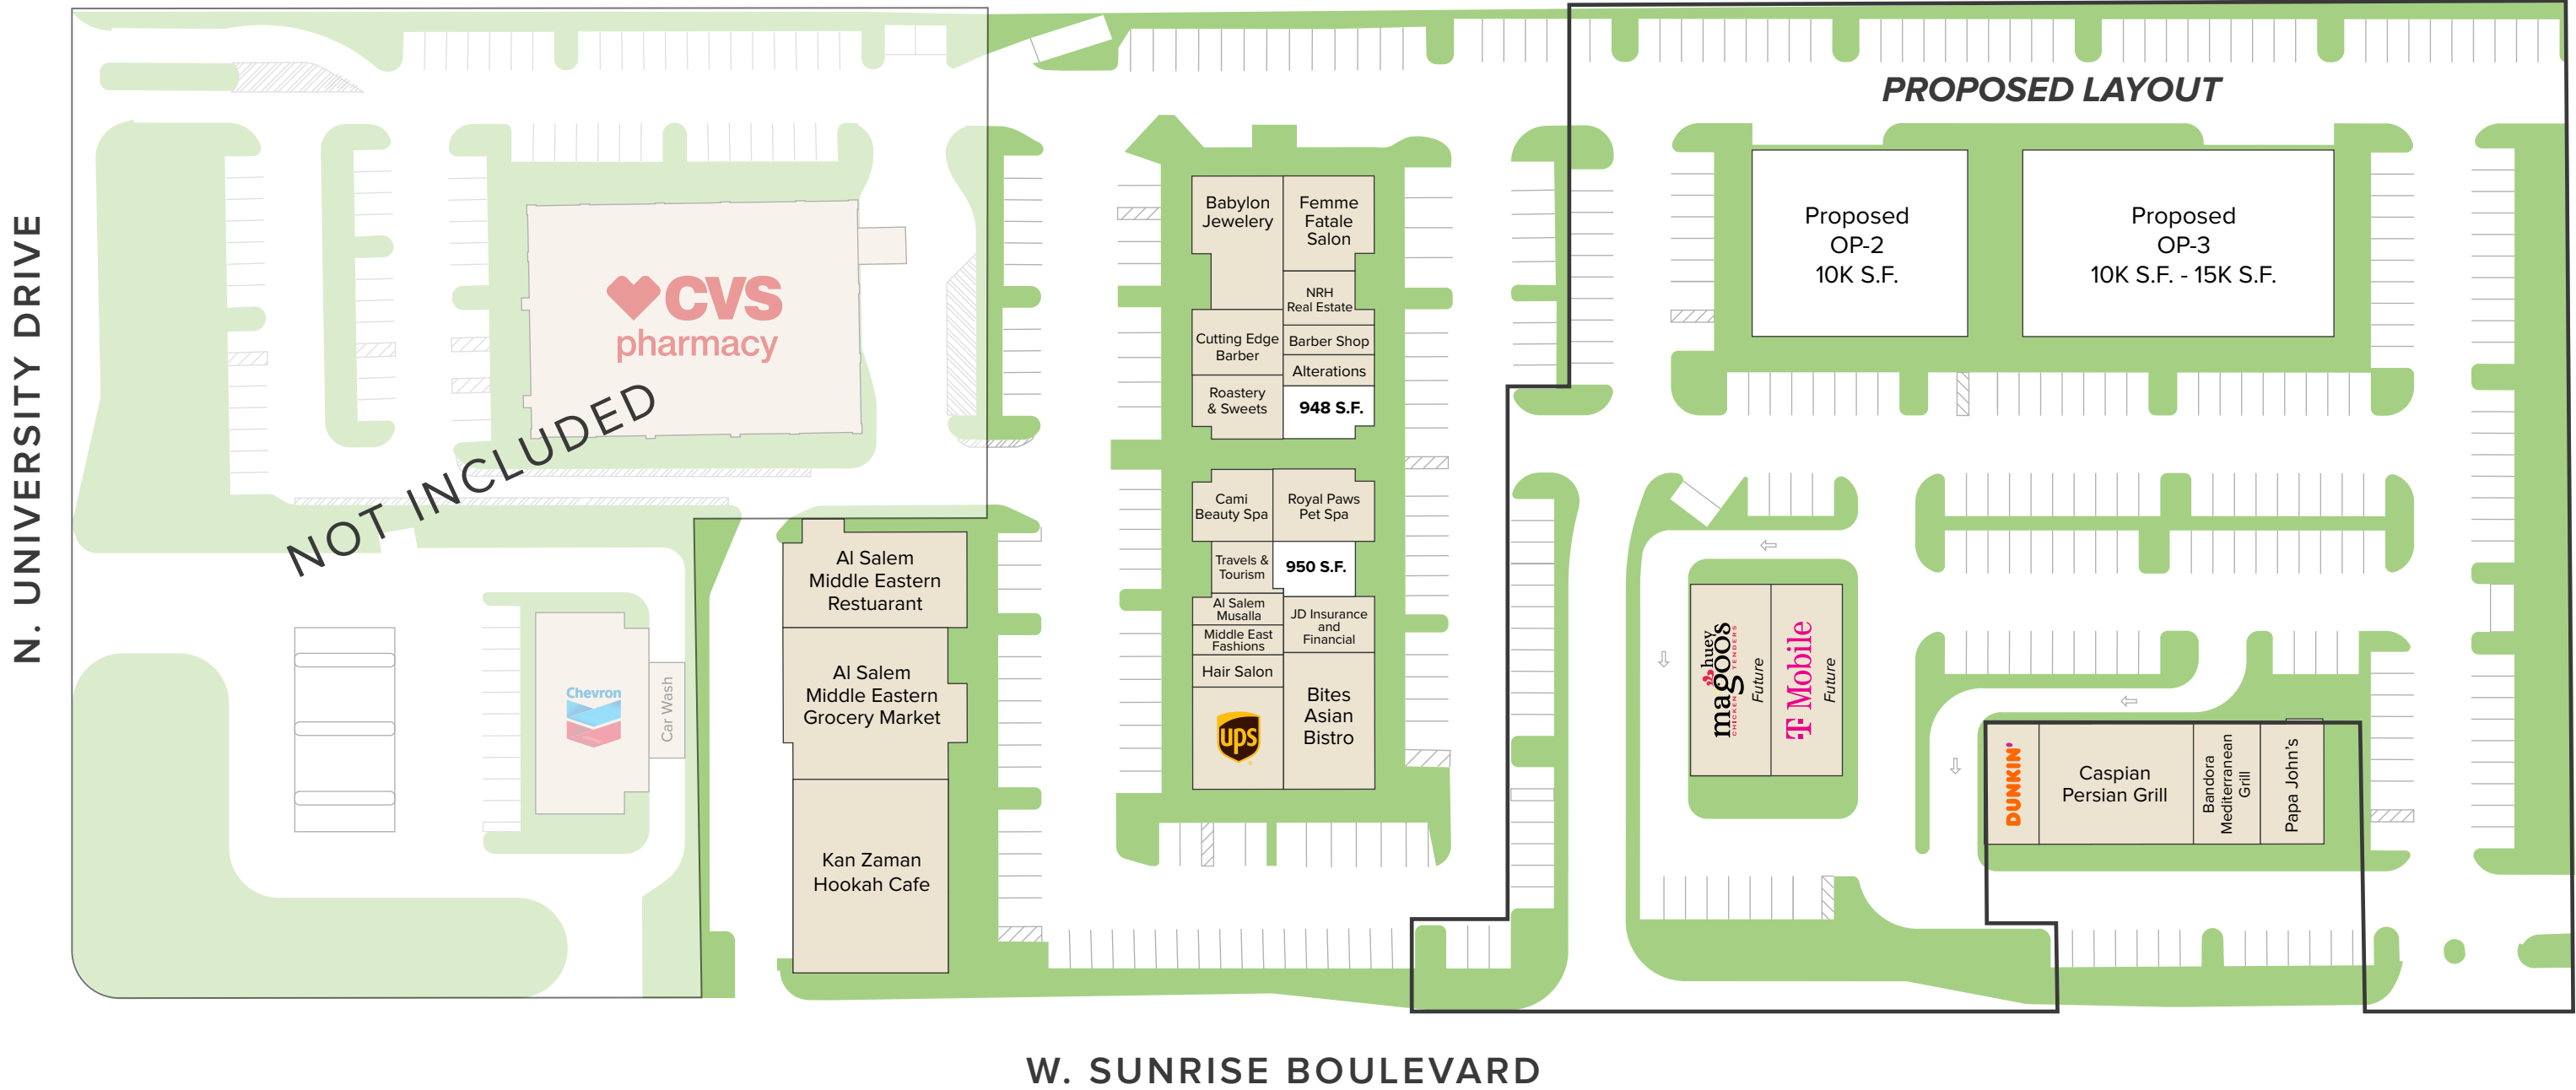 PROPOSED LAYOUT
N. UNIVERSITY DRIVE
CVS
pharmacy
NOT INCLUDED
Chevron
Car Wash
Al Salem
Middle Eastern
Restuarant
Al Salem
Middle Eastern
Grocery Market
Kan Zaman
Hookah Cafe
Babylon
Jewelery
Femme
Fatale
Salon
NRH
Real Estate
Cutting Edge
Barber
Barber Shop
Alterations
Roastery
& Sweets
948 S.F.
Cami
Beauty Spa
Royal Paws
Pet Spa
Travels &
Tourism
950 S.F.
Al Salem
Musalla
JD Insurance
and
Financial
Middle East
Fashions
Hair Salon
ups
Bites
Asian
Bistro
Proposed
OP-2
10K S.F.
Proposed
OP-3
10K S.F. - 15K S.F.
huey
magoos
CHICKEN TENDERS
Future
T Mobile
Future
DUNKIN'
Caspian
Persian Grill
Bandora
Mediterranean
Grill
Papa John's
W. SUNRISE BOULEVARD